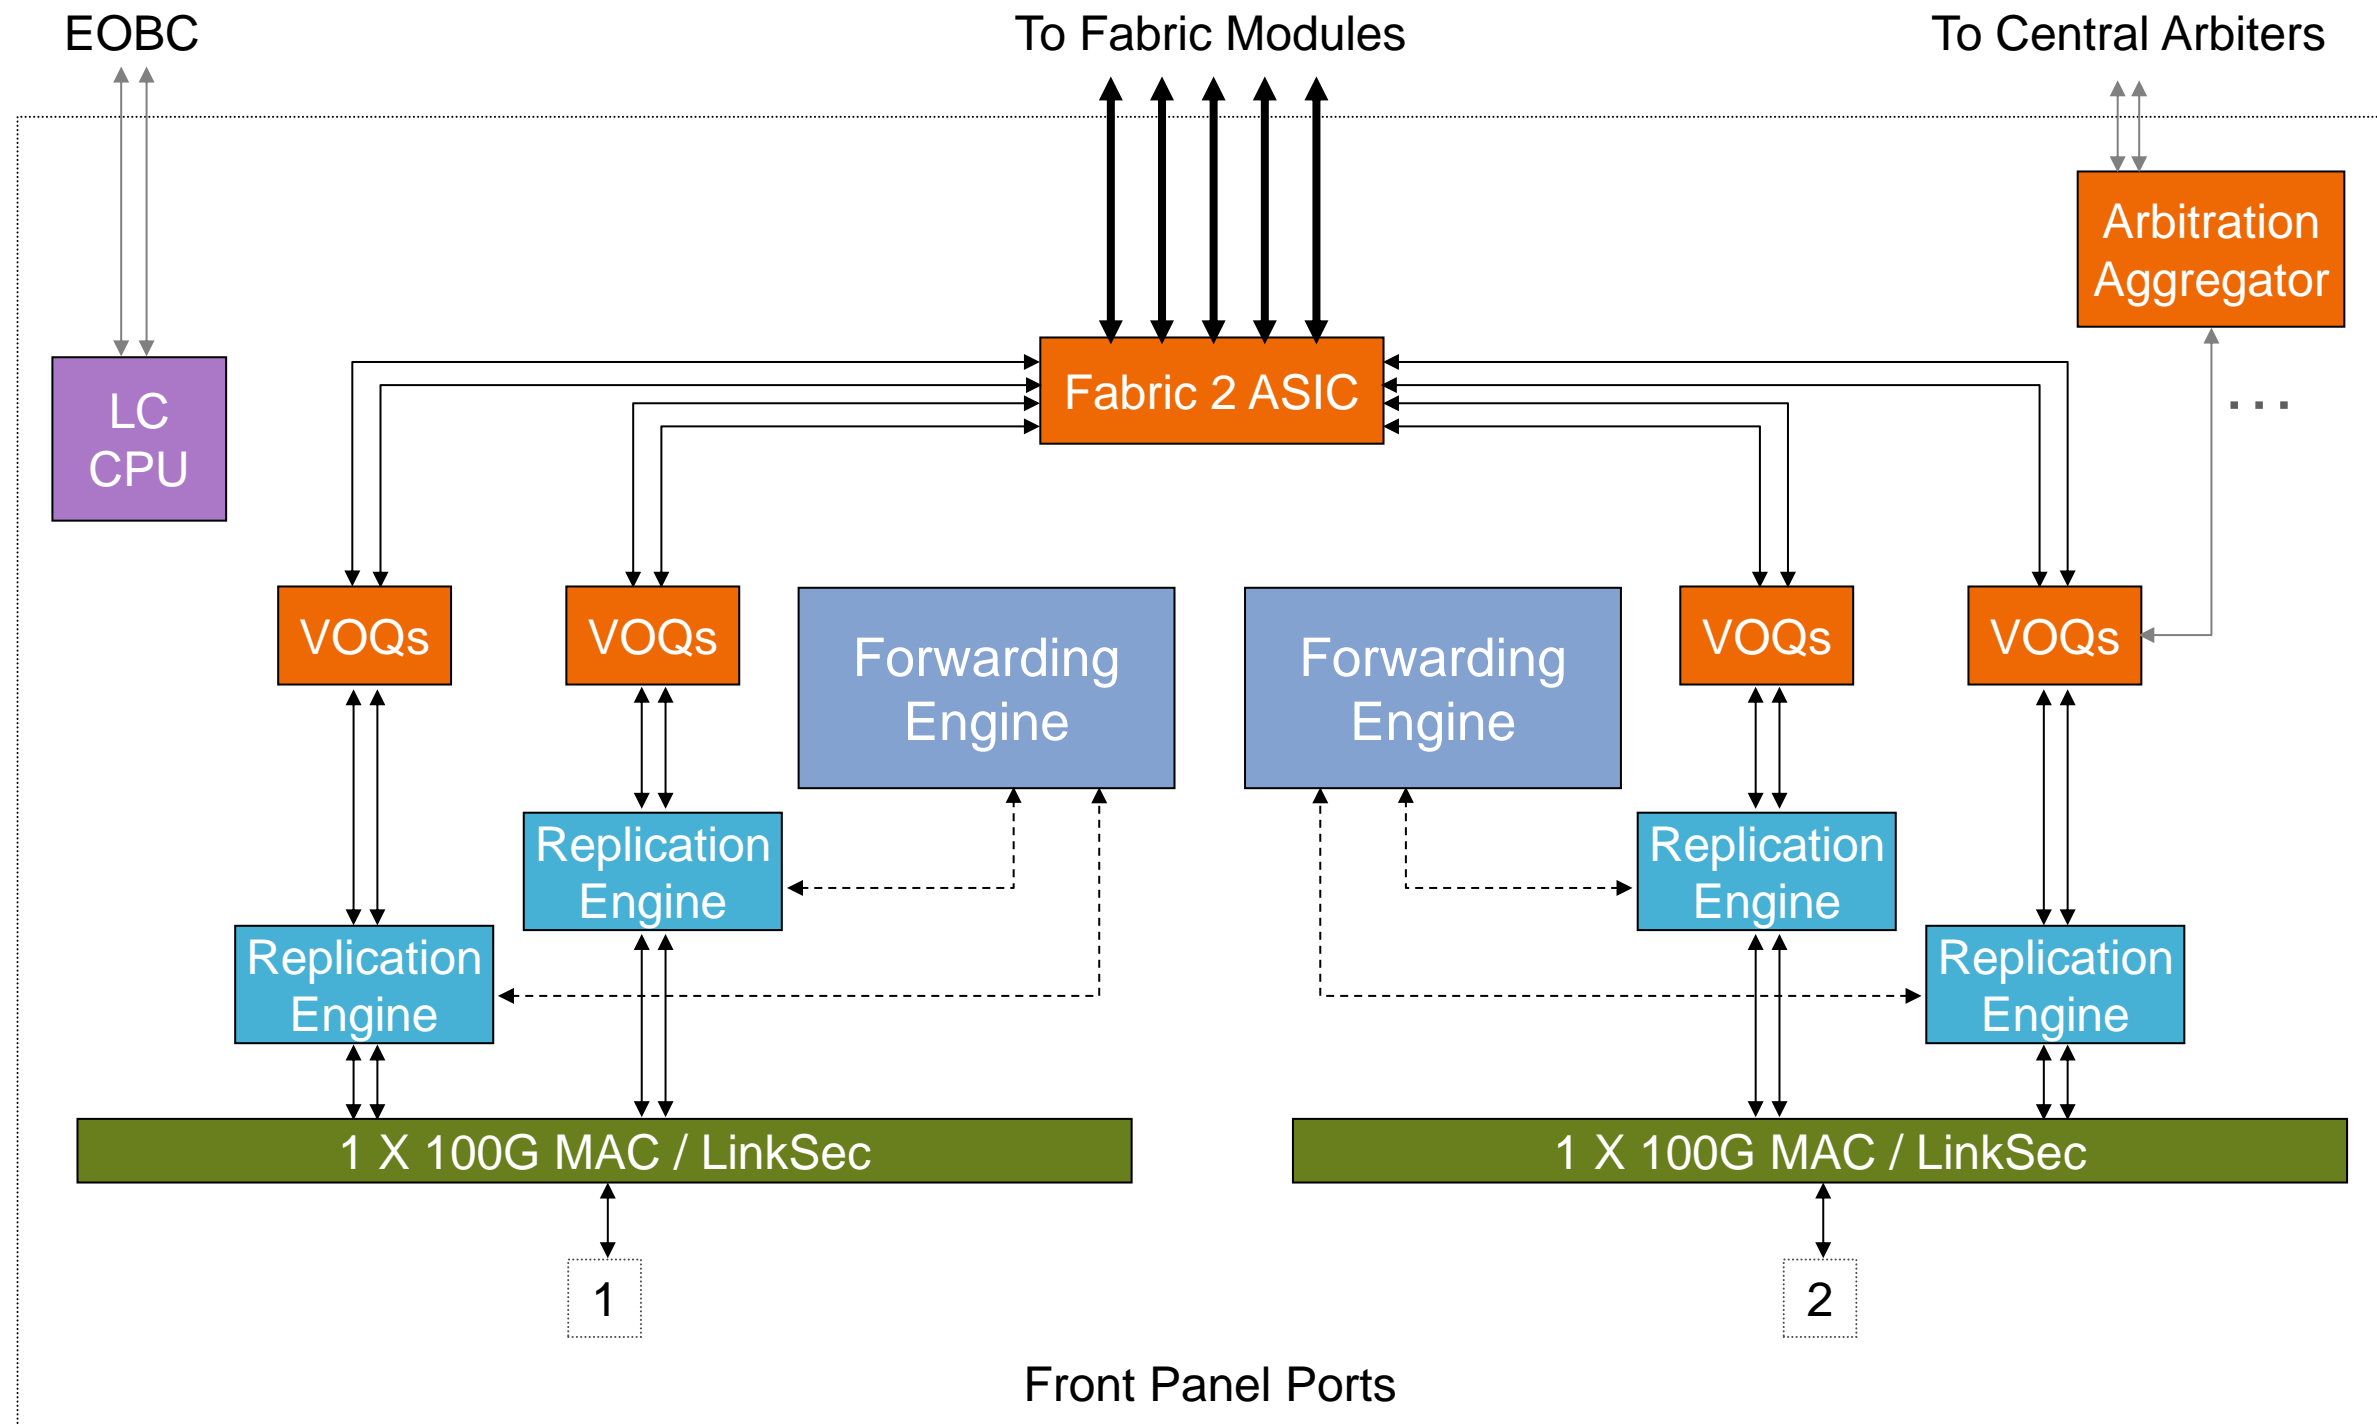 EOBC
To Fabric Modules
To Central Arbiters
Arbitration
Aggregator
LC
CPU
Fabric 2 ASIC
...
VOQs
VOQs
Forwarding
Engine
Forwarding
Engine
VOQs
VOQs
Replication
Engine
Replication
Engine
Replication
Engine
Replication
Engine
1 X 100G MAC / LinkSec
1 X 100G MAC / LinkSec
1
2
Front Panel Ports